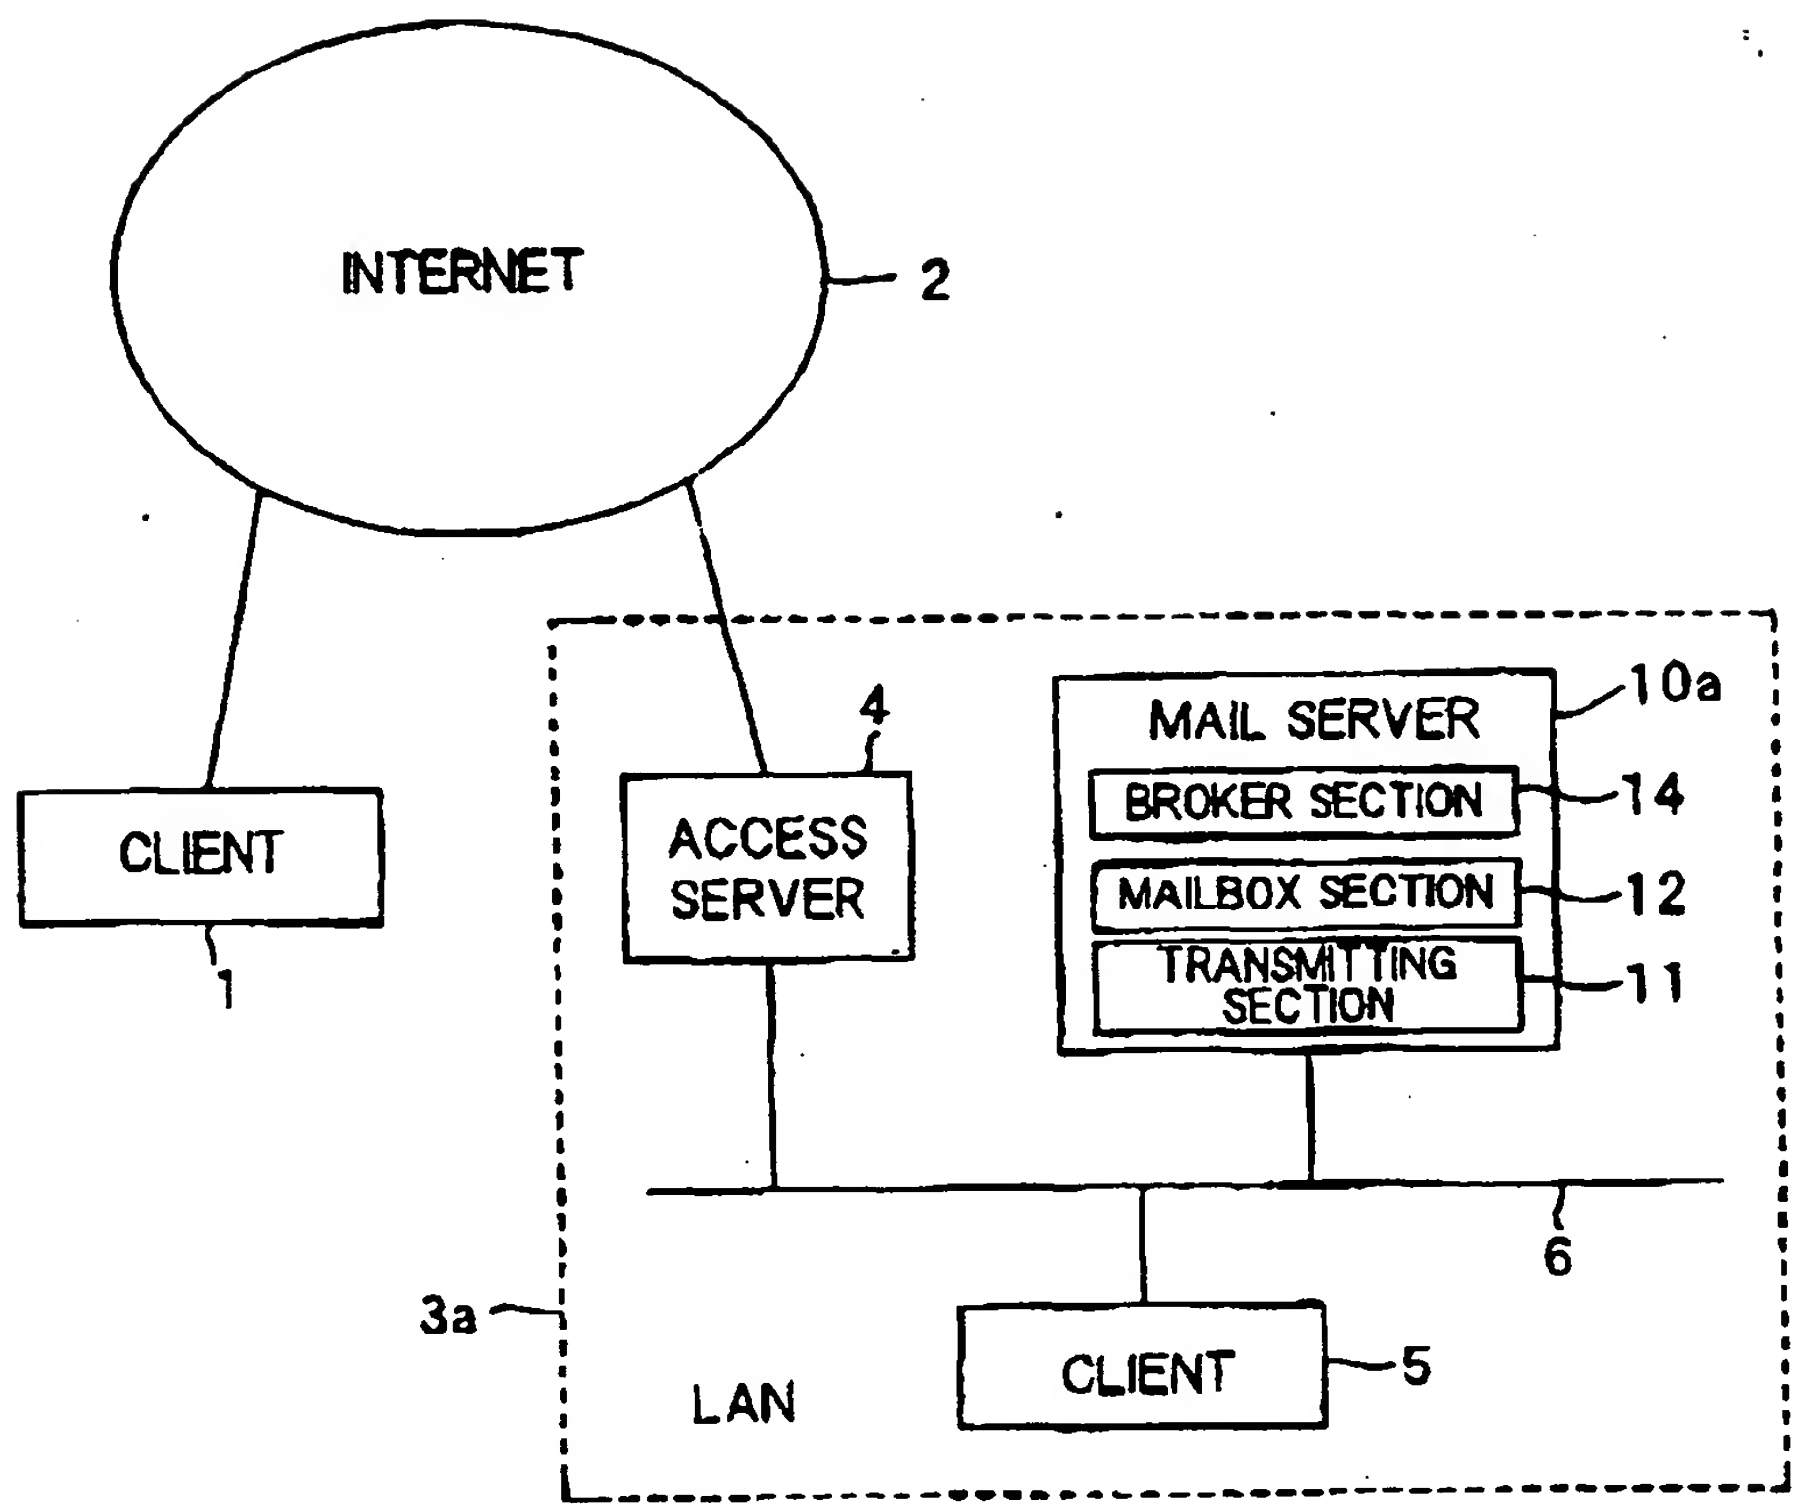 INTERNET
2
10a
4
MAIL SERVER
BROKER SECTION
14
CLIENT
ACCESS
SERVER
MAILBOX SECTION
12
TRANSMITTING
SECTION
11
1
6
3a
CLIENT
5
LAN